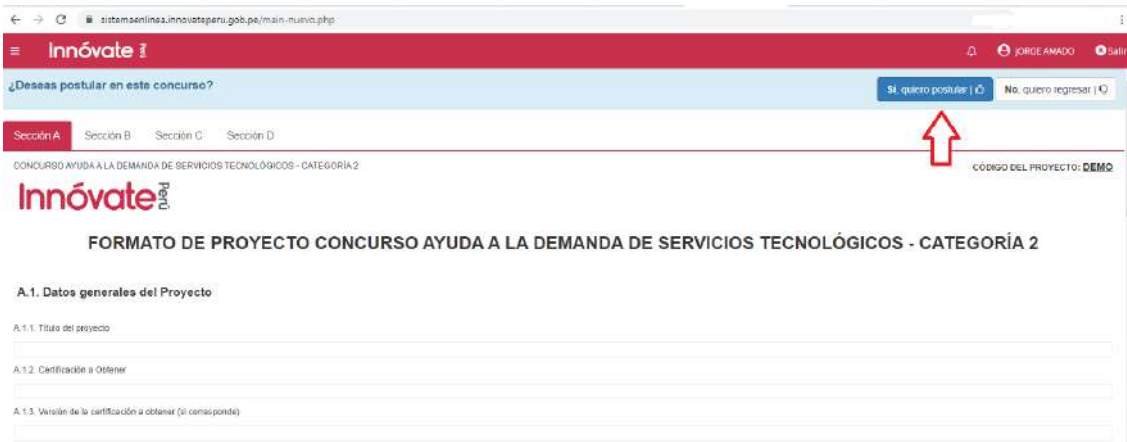 sistemaenlinea.innovateperu.gob.pe/main-nuevo.php
Innóvate Perú JORGE AMADO Salir
¿Deseas postular en este concurso? Si, quiero postular | No, quiero regresar |
Sección A Sección B Sección C Sección D
CONCURSO AYUDA A LA DEMANDA DE SERVICIOS TECNOLÓGICOS - CATEGORÍA 2 CÓDIGO DEL PROYECTO: DEMO
Innóvate Perú
FORMATO DE PROYECTO CONCURSO AYUDA A LA DEMANDA DE SERVICIOS TECNOLÓGICOS - CATEGORÍA 2
A.1. Datos generales del Proyecto
A.1.1. Título del proyecto
A.1.2. Certificación a Obtener
A.1.3. Versión de la certificación a obtener (si corresponde)